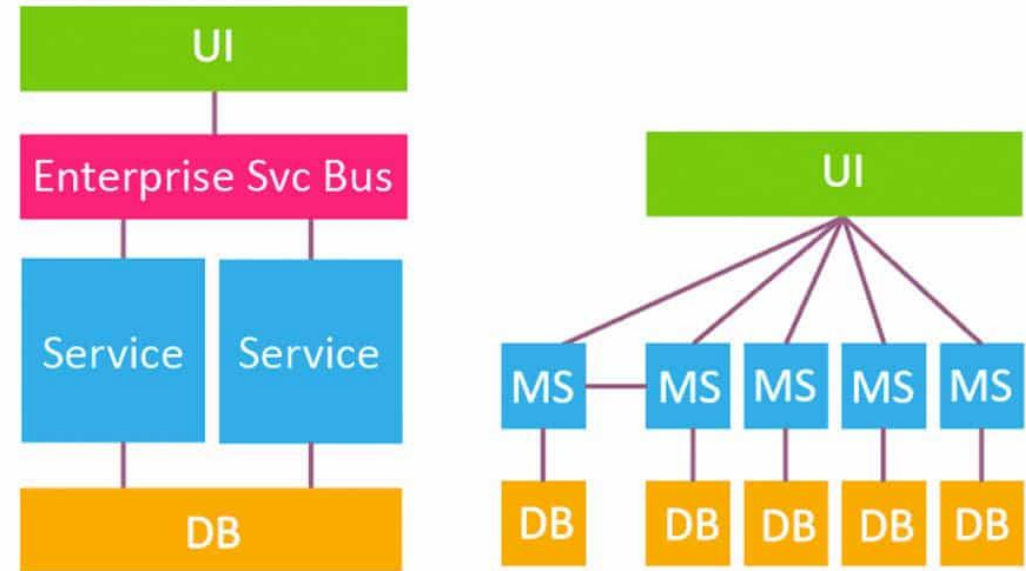 UI
Enterprise Svc Bus
Service Service
DB
UI
MS MS MS MS MS
DB DB DB DB DB